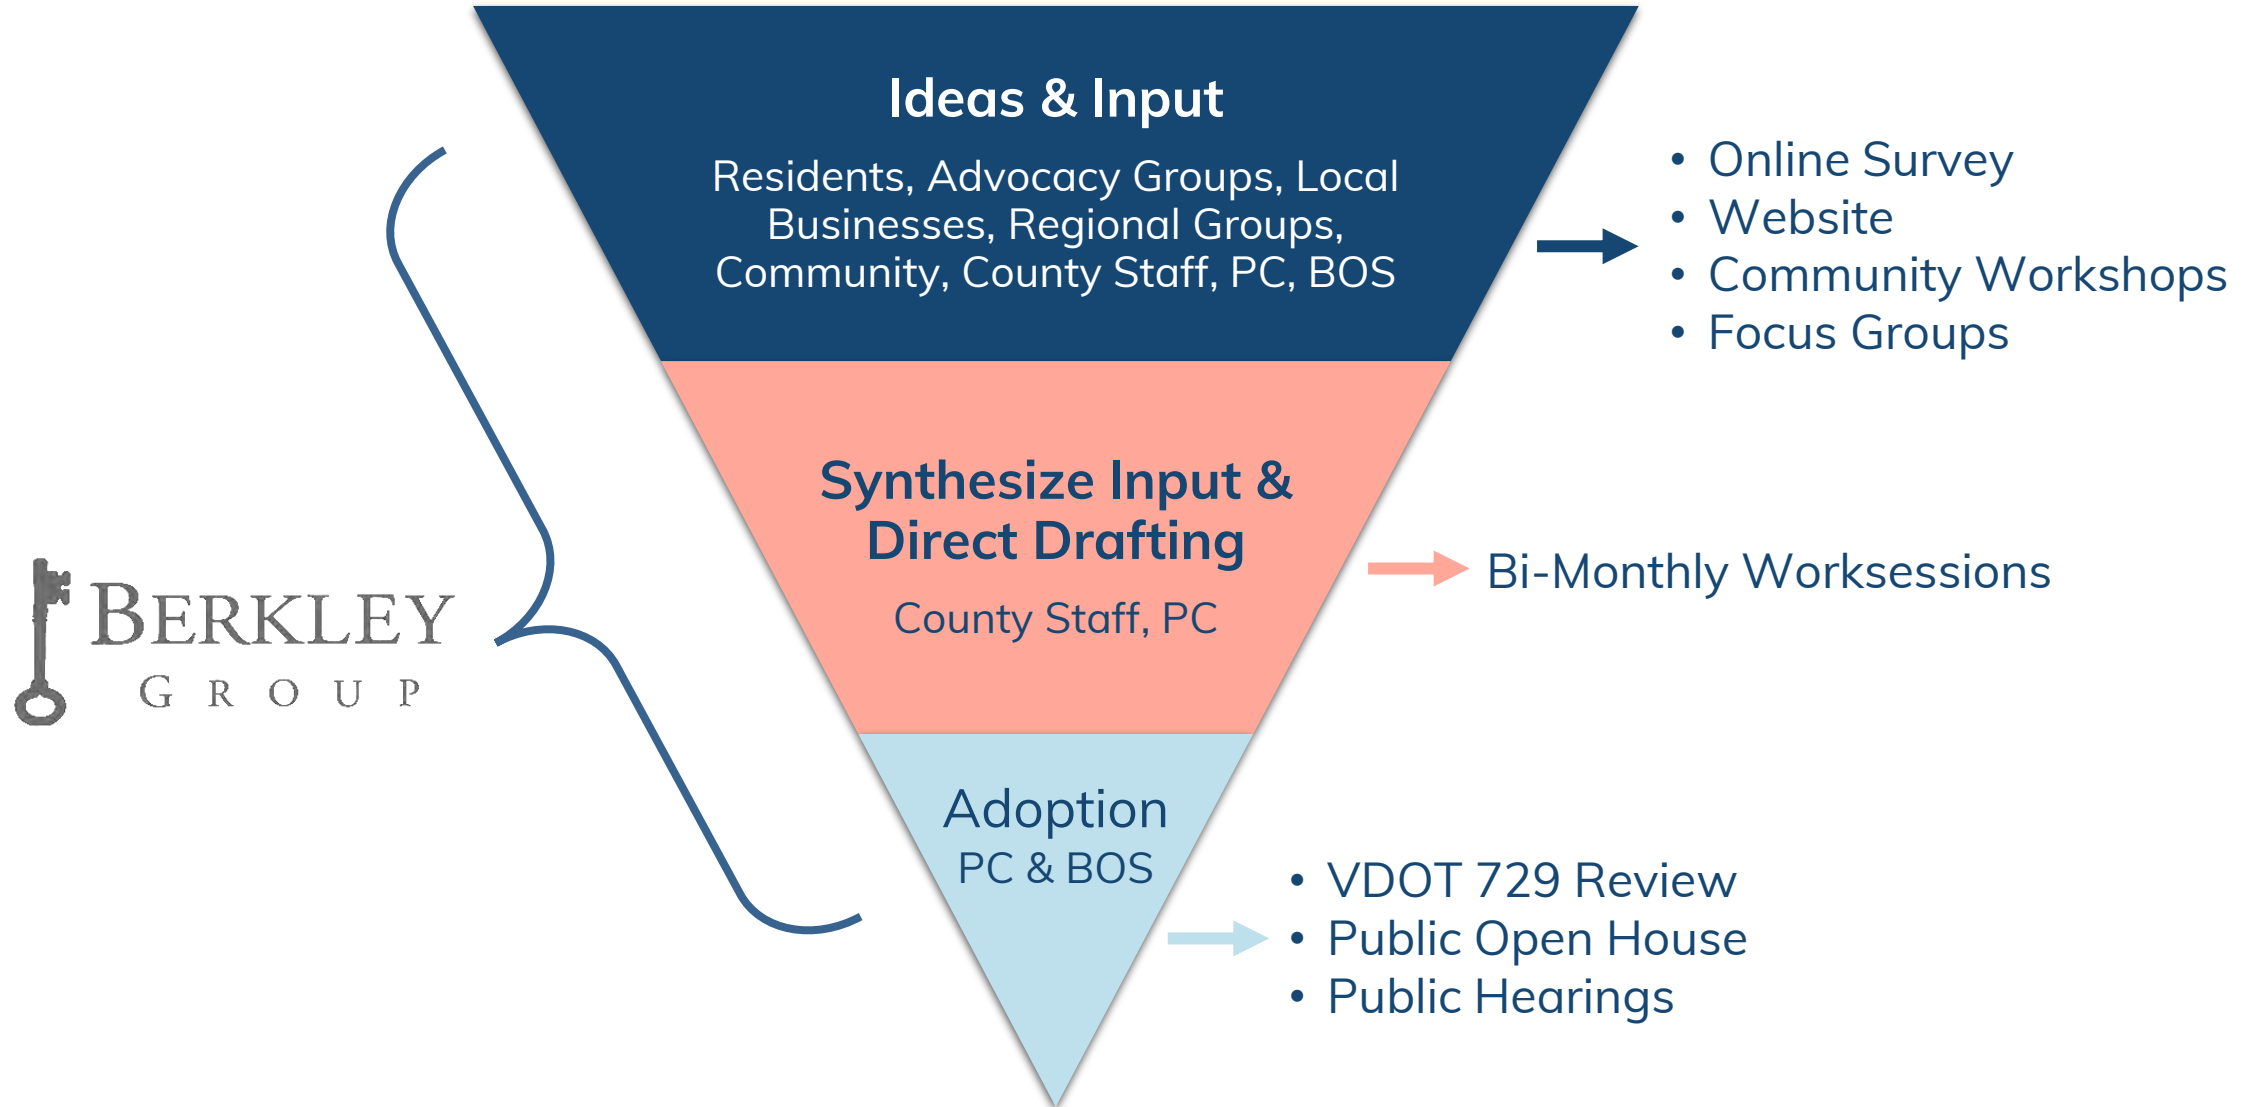 Ideas & Input
Residents, Advocacy Groups, Local
Businesses, Regional Groups,
Community, County Staff, PC, BOS
• Online Survey
• Website
• Community Workshops
• Focus Groups
Synthesize Input &
Direct Drafting
County Staff, PC
Bi-Monthly Worksessions
BERKLEY
GROUP
Adoption
PC & BOS
• VDOT 729 Review
• Public Open House
• Public Hearings